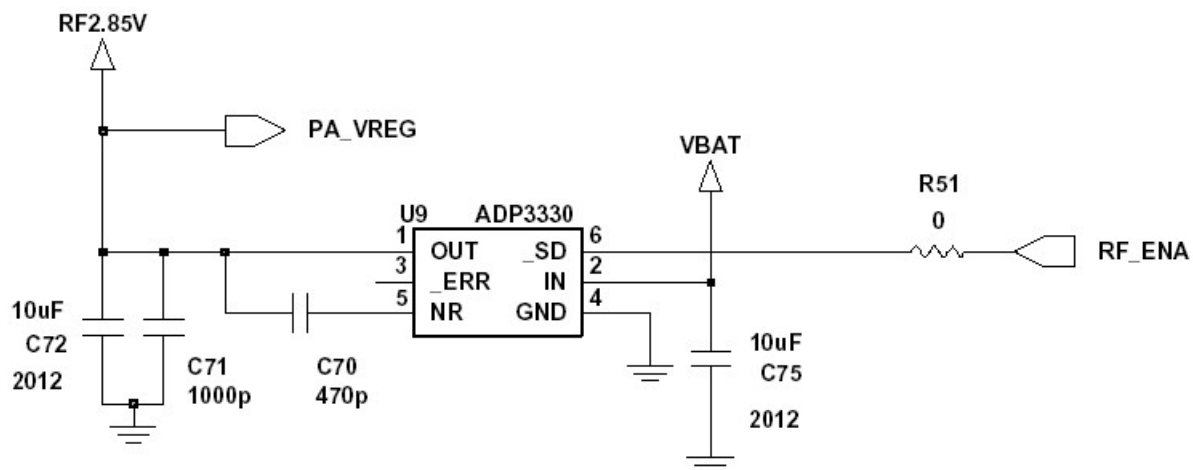 RF2.85V
PA_VREG
VBAT
R51
0
RF_ENA
U9 ADP3330
1 OUT _SD 6
3 _ERR IN 2
5 NR GND 4
10uF
C72
2012
C71
1000p
C70
470p
10uF
C75
2012